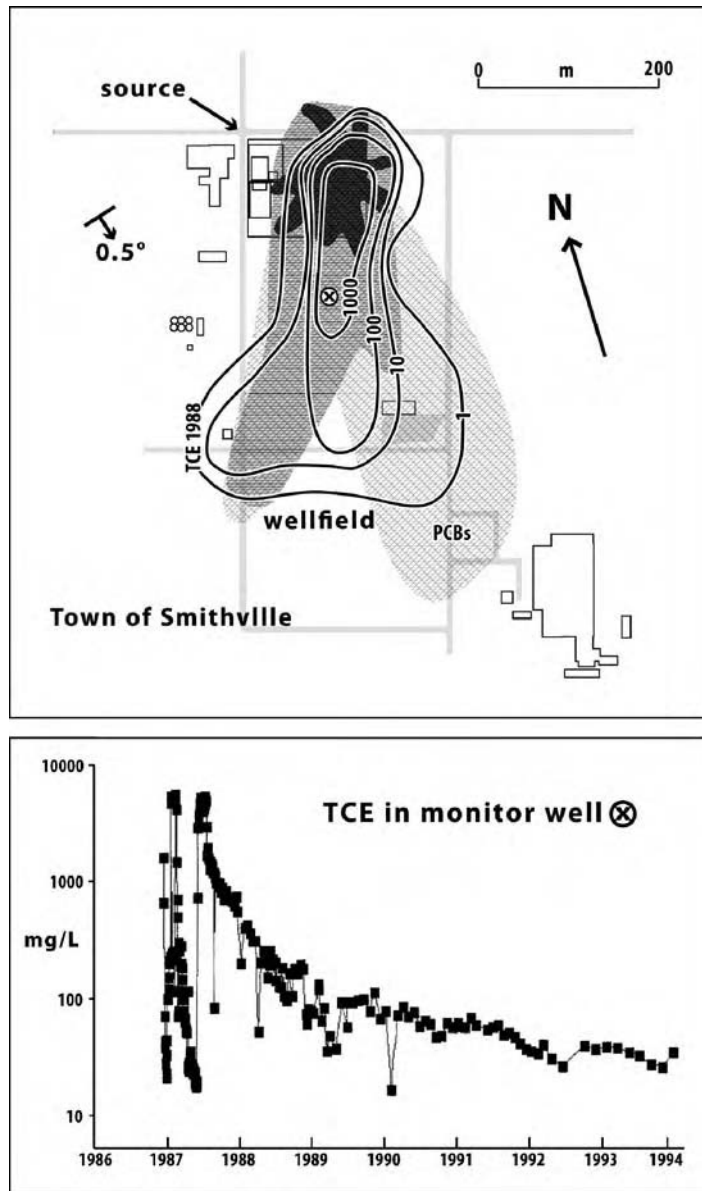 0 m 200
source
N
0.5°
1000
100
10
1
TCE 1988
wellfield
PCBs
Town of Smithville
10000
TCE in monitor well
1000
mg/L
100
10
1986 1987 1988 1989 1990 1991 1992 1993 1994